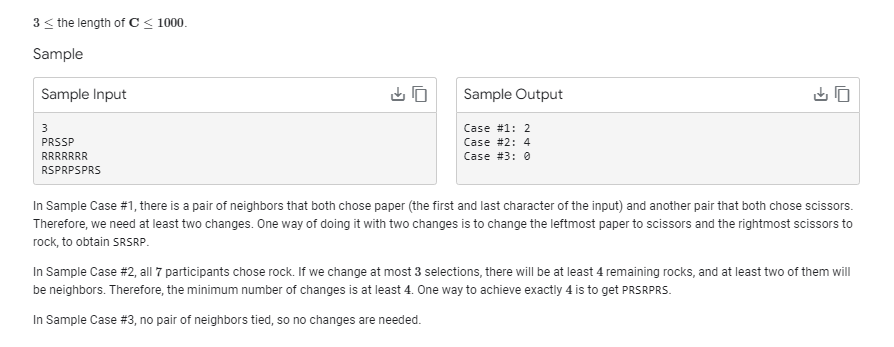 3 ≤ the length of C ≤ 1000.
Sample
Sample Input
Sample Output
3
PRSSP
RRRRRRR
RSPRPSPRS
Case #1: 2
Case #2: 4
Case #3: 0
In Sample Case #1, there is a pair of neighbors that both chose paper (the first and last character of the input) and another pair that both chose scissors.
Therefore, we need at least two changes. One way of doing it with two changes is to change the leftmost paper to scissors and the rightmost scissors to
rock, to obtain SRSRP.
In Sample Case #2, all 7 participants chose rock. If we change at most 3 selections, there will be at least 4 remaining rocks, and at least two of them will
be neighbors. Therefore, the minimum number of changes is at least 4. One way to achieve exactly 4 is to get PRSRPRS.
In Sample Case #3, no pair of neighbors tied, so no changes are needed.